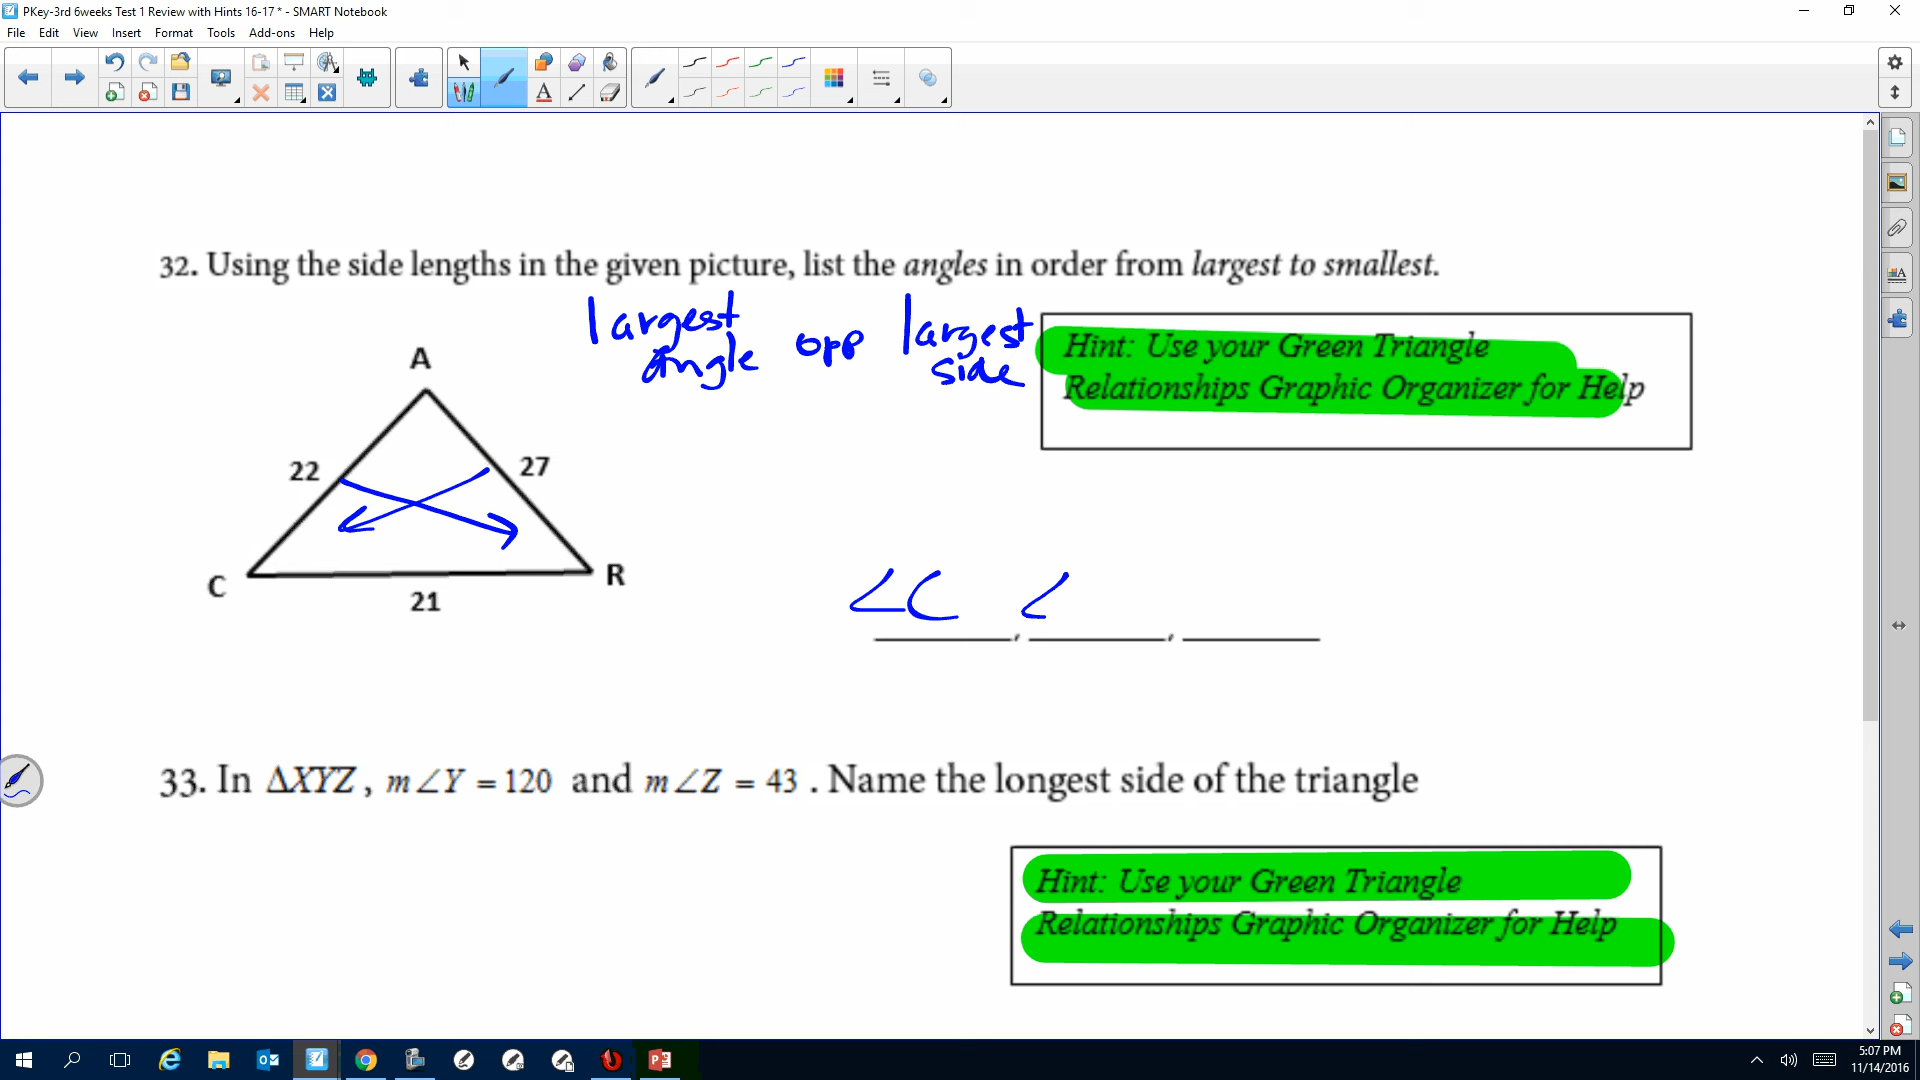 PKey-3rd 6weeks Test 1 Review with Hints 16-17 * - SMART Notebook
File Edit View Insert Format Tools Add-ons Help
32. Using the side lengths in the given picture, list the angles in order from largest to smallest.
largest angle opp largest side
Hint: Use your Green Triangle
Relationships Graphic Organizer for Help
A
22
27
C
R
21
∠C ∠
_______, _______, _______
33. In ΔXYZ, m∠Y = 120 and m∠Z = 43. Name the longest side of the triangle
Hint: Use your Green Triangle
Relationships Graphic Organizer for Help
5:07 PM
11/14/2016